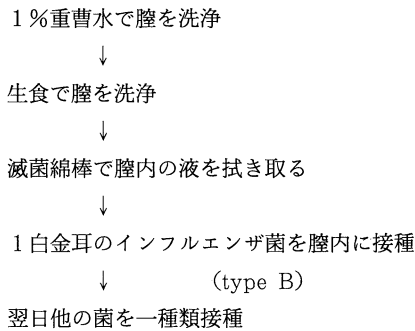 １％重曹水で膣を洗浄
↓
生食で膣を洗浄
↓
滅菌綿棒で膣内の液を拭き取る
↓
１白金耳のインフルエンザ菌を膣内に接種
↓ （type B）
翌日他の菌を一種類接種